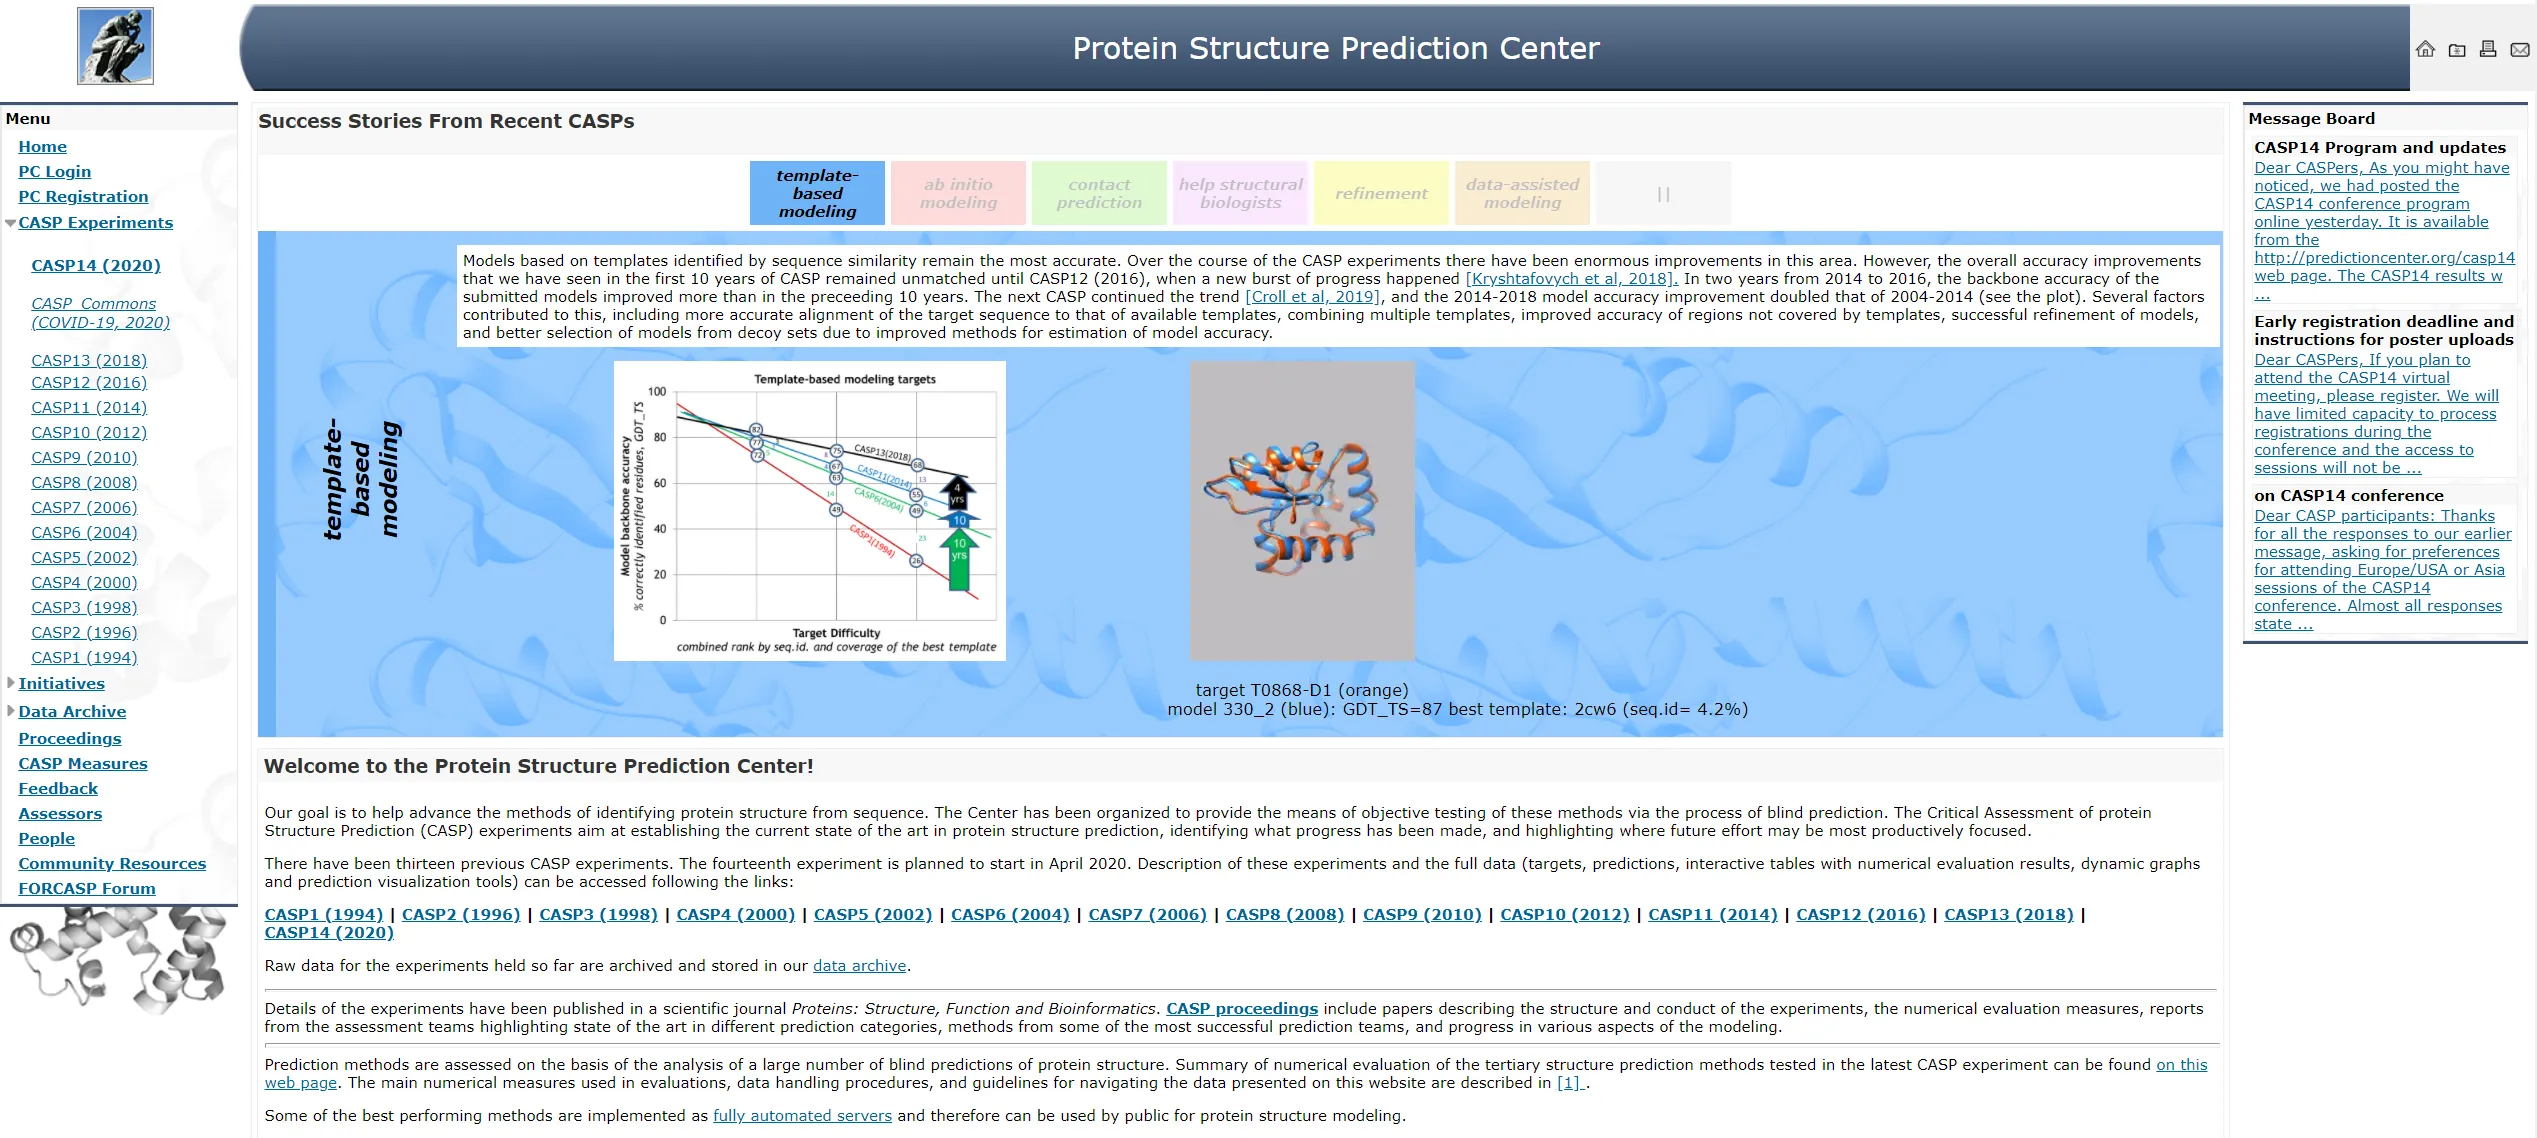 Protein Structure Prediction Center
Menu
Home
PC Login
PC Registration
CASP Experiments
CASP14 (2020)
CASP_Commons
(COVID-19, 2020)
CASP13 (2018)
CASP12 (2016)
CASP11 (2014)
CASP10 (2012)
CASP9 (2010)
CASP8 (2008)
CASP7 (2006)
CASP6 (2004)
CASP5 (2002)
CASP4 (2000)
CASP3 (1998)
CASP2 (1996)
CASP1 (1994)
Initiatives
Data Archive
Proceedings
CASP Measures
Feedback
Assessors
People
Community Resources
FORCASP Forum
Success Stories From Recent CASPs
template-
based
modeling
ab initio
modeling
contact
prediction
help structural
biologists
refinement
data-assisted
modeling
||
Models based on templates identified by sequence similarity remain the most accurate. Over the course of the CASP experiments there have been enormous improvements in this area. However, the overall accuracy improvements
that we have seen in the first 10 years of CASP remained unmatched until CASP12 (2016), when a new burst of progress happened [Kryshtafovych et al, 2018]. In two years from 2014 to 2016, the backbone accuracy of the
submitted models improved more than in the preceeding 10 years. The next CASP continued the trend [Croll et al, 2019], and the 2014-2018 model accuracy improvement doubled that of 2004-2014 (see the plot). Several factors
contributed to this, including more accurate alignment of the target sequence to that of available templates, combining multiple templates, improved accuracy of regions not covered by templates, successful refinement of models,
and better selection of models from decoy sets due to improved methods for estimation of model accuracy.
template-
based
modeling
Template-based modeling targets
Model backbone accuracy
% correctly identified residues, GDT_TS
100
80
60
40
20
0
82
77
72
75
67
63
49
68
55
49
26
14
13
6
23
CASP13(2018)
CASP11(2014)
CASP6(2004)
CASP1(1994)
4
yrs
10
10
yrs
Target Difficulty
combined rank by seq.id. and coverage of the best template
target T0868-D1 (orange)
model 330_2 (blue): GDT_TS=87 best template: 2cw6 (seq.id= 4.2%)
Welcome to the Protein Structure Prediction Center!
Our goal is to help advance the methods of identifying protein structure from sequence. The Center has been organized to provide the means of objective testing of these methods via the process of blind prediction. The Critical Assessment of protein
Structure Prediction (CASP) experiments aim at establishing the current state of the art in protein structure prediction, identifying what progress has been made, and highlighting where future effort may be most productively focused.
There have been thirteen previous CASP experiments. The fourteenth experiment is planned to start in April 2020. Description of these experiments and the full data (targets, predictions, interactive tables with numerical evaluation results, dynamic graphs
and prediction visualization tools) can be accessed following the links:
CASP1 (1994) | CASP2 (1996) | CASP3 (1998) | CASP4 (2000) | CASP5 (2002) | CASP6 (2004) | CASP7 (2006) | CASP8 (2008) | CASP9 (2010) | CASP10 (2012) | CASP11 (2014) | CASP12 (2016) | CASP13 (2018) |
CASP14 (2020)
Raw data for the experiments held so far are archived and stored in our data archive.
Details of the experiments have been published in a scientific journal Proteins: Structure, Function and Bioinformatics. CASP proceedings include papers describing the structure and conduct of the experiments, the numerical evaluation measures, reports
from the assessment teams highlighting state of the art in different prediction categories, methods from some of the most successful prediction teams, and progress in various aspects of the modeling.
Prediction methods are assessed on the basis of the analysis of a large number of blind predictions of protein structure. Summary of numerical evaluation of the tertiary structure prediction methods tested in the latest CASP experiment can be found on this
web page. The main numerical measures used in evaluations, data handling procedures, and guidelines for navigating the data presented on this website are described in [1] .
Some of the best performing methods are implemented as fully automated servers and therefore can be used by public for protein structure modeling.
Message Board
CASP14 Program and updates
Dear CASPers, As you might have
noticed, we had posted the
CASP14 conference program
online yesterday. It is available
from the
http://predictioncenter.org/casp14
web page. The CASP14 results w
...
Early registration deadline and
instructions for poster uploads
Dear CASPers, If you plan to
attend the CASP14 virtual
meeting, please register. We will
have limited capacity to process
registrations during the
conference and the access to
sessions will not be ...
on CASP14 conference
Dear CASP participants: Thanks
for all the responses to our earlier
message, asking for preferences
for attending Europe/USA or Asia
sessions of the CASP14
conference. Almost all responses
state ...